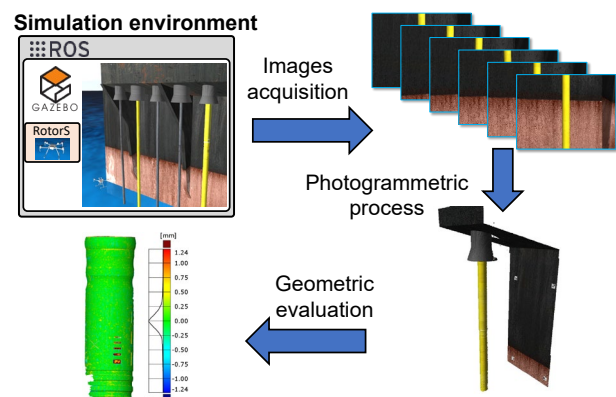 Simulation environment
ROS
GAZEBO
RotorS
Images
acquisition
Photogrammetric
process
Geometric
evaluation
[mm]
1.24
1.00
0.75
0.50
0.25
0.00
-0.25
-0.50
-0.75
-1.00
-1.24